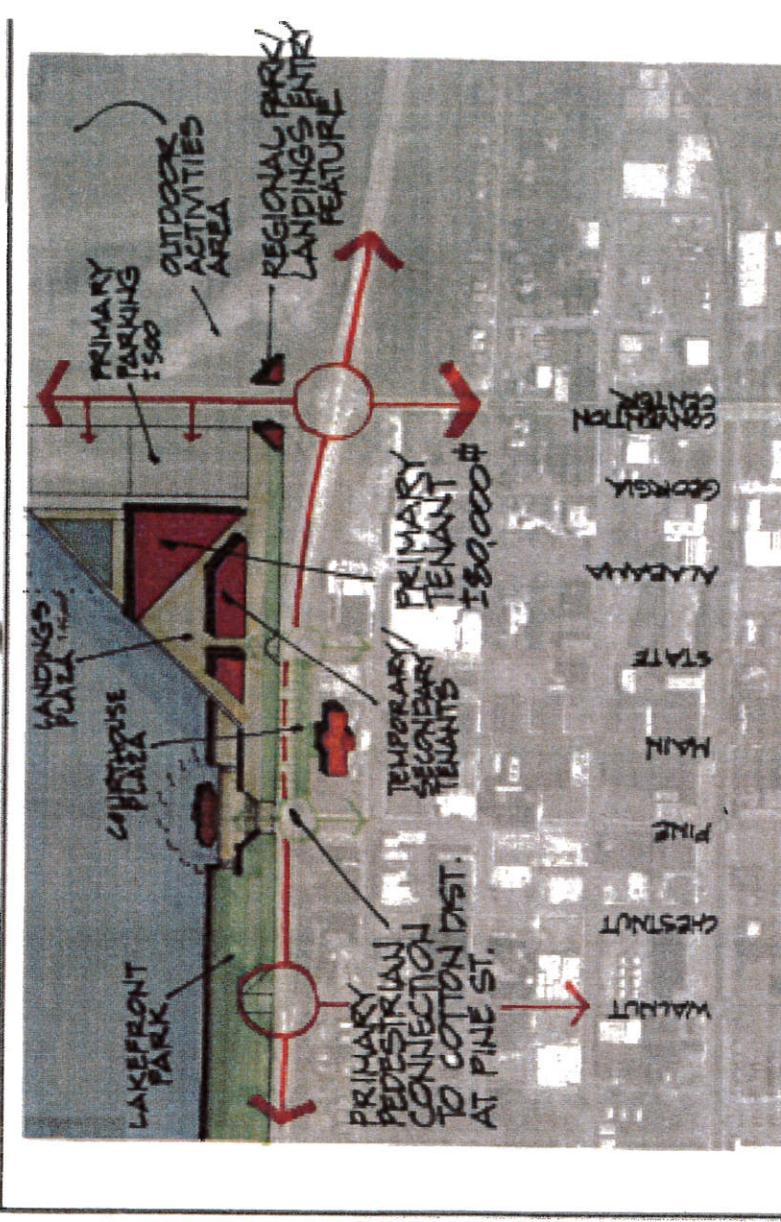 LANDINGS
PLAZA
COURTHOUSE
PLAZA
LAKEFRONT
PARK
PRIMARY
PARKING
±500
OUTDOOR
ACTIVITIES
AREA
REGIONAL PARK/
LANDINGS ENTRY
FEATURE
PRIMARY
TENANT
±80,000#
TEMPORARY/
SECONDARY
TENANTS
PRIMARY
PEDESTRIAN
CONNECTION
TO COTTON DIST.
AT PINE ST.
WALNUT
CHESTNUT
PINE
MAIN
STATE
ALABAMA
GEORGIA
CONVENTION
CENTER